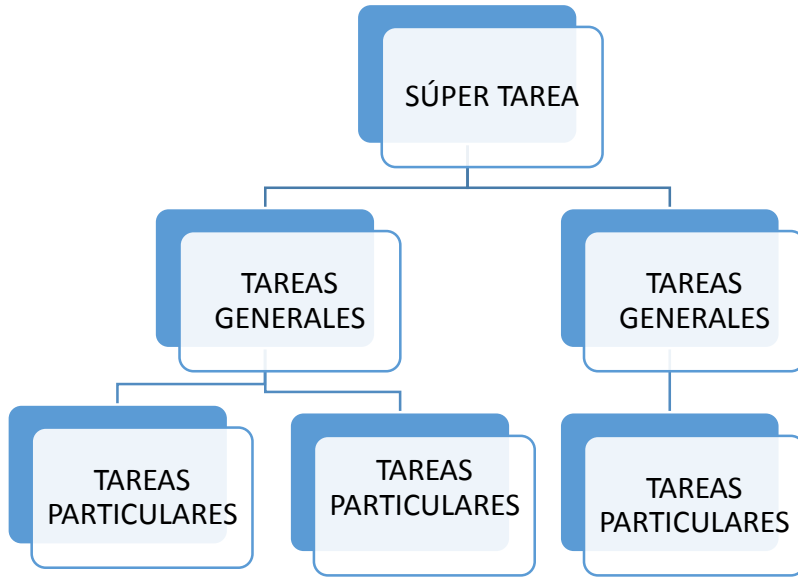 SÚPER TAREA
TAREAS
GENERALES
TAREAS
GENERALES
TAREAS
PARTICULARES
TAREAS
PARTICULARES
TAREAS
PARTICULARES